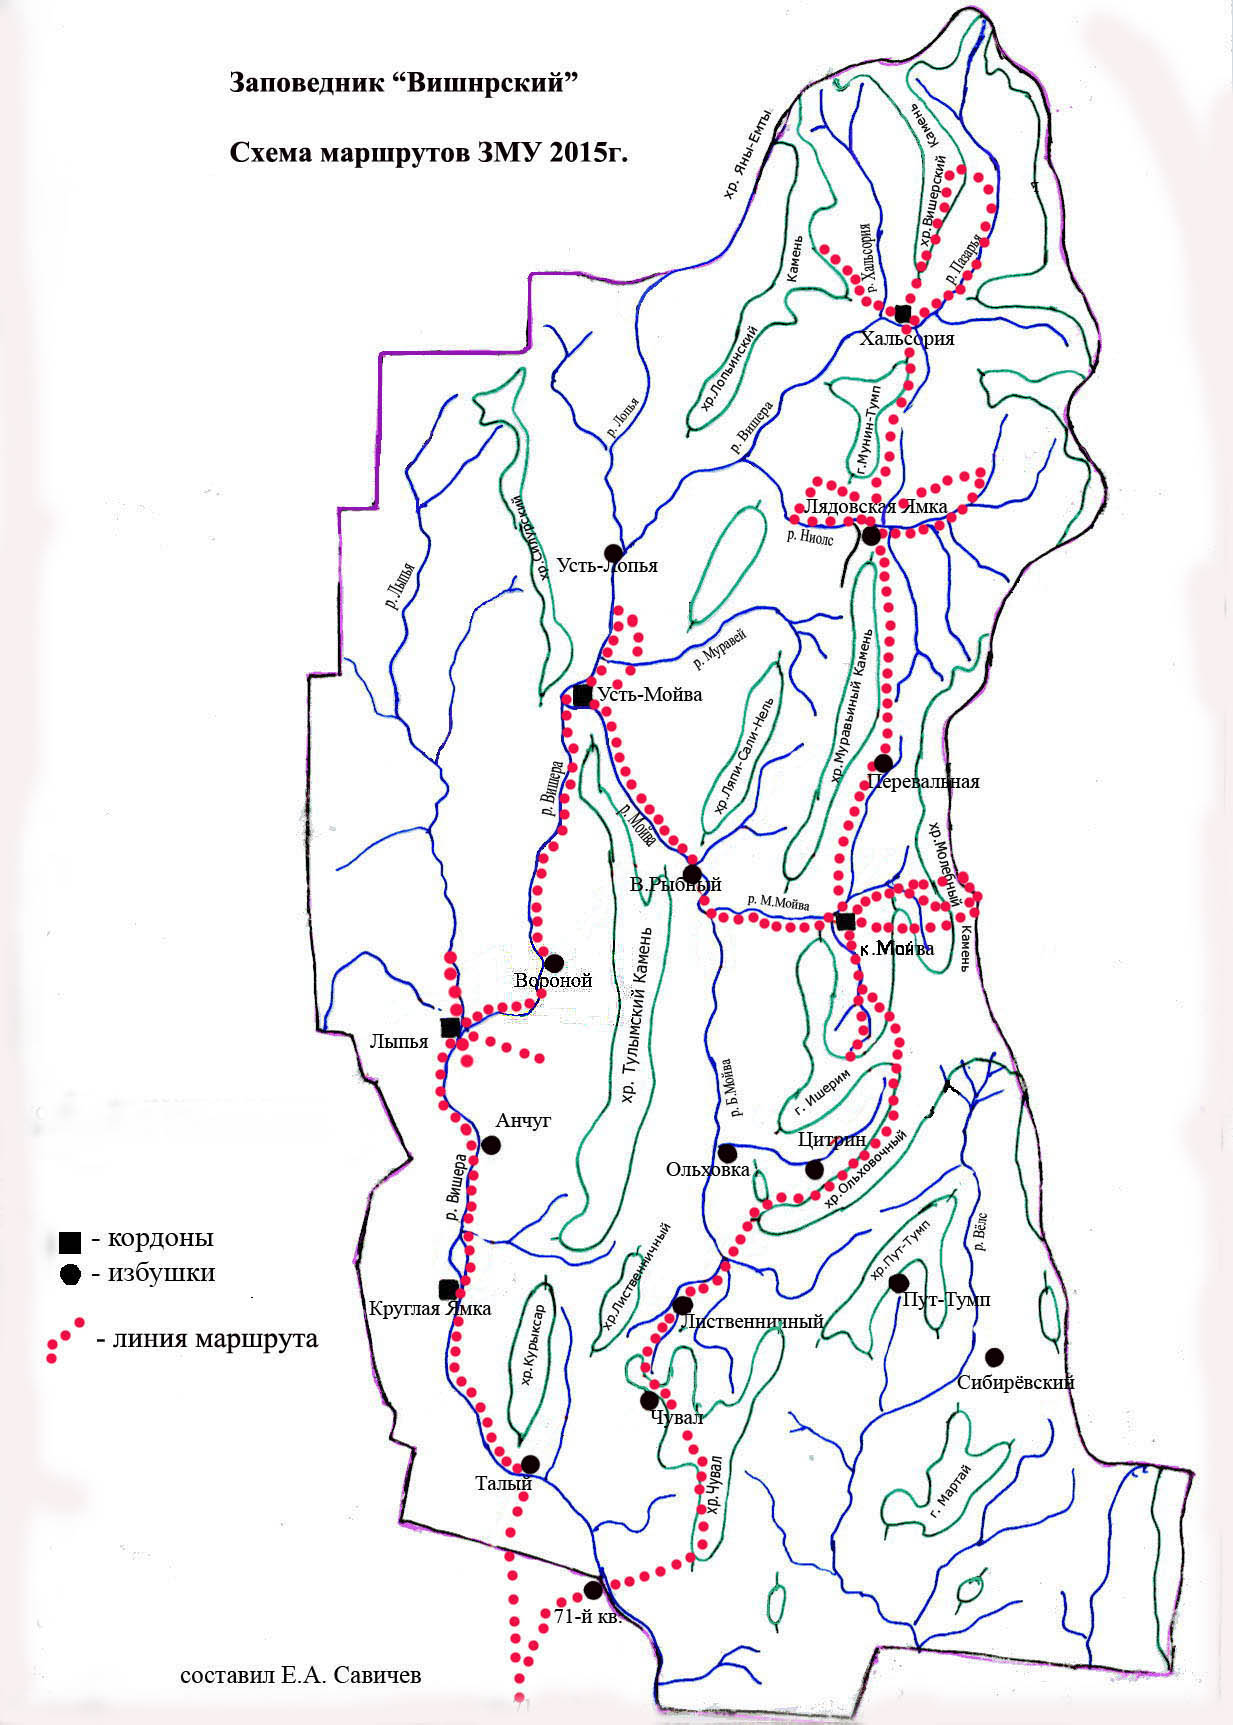 Заповедник “Вишнрский”
Схема маршрутов ЗМУ 2015г.
хр. Яны-Емты
Камень
хр.Вишерский
Камень
р. Хальсория
р. Пазарья
Хальсория
хр.Лопьинский
р. Лопья
р. Вишера
г.Мунин-Тумп
Лядовская Ямка
р. Ниолс
хр.Силурский
р. Лыпья
Усть-Лопья
р. Муравей
Усть-Мойва
хр.Муравьиный Камень
хр.Ляпи-Сали-Нель
Перевальная
р. Вишера
р. Мойва
хр.Молебный
Камень
В.Рыбный
р. М.Мойва
к.Мойва
Вороной
хр. Тулымский Камень
Лыпья
р. Б.Мойва
г. Ишерим
Анчуг
Цитрин
Ольховка
хр.Ольховочный
р. Вишера
- кордоны
- избушки
- линия маршрута
хр.Лиственничный
хр.Пут-Тумп
р. Вёлс
Пут-Тумп
Круглая Ямка
Лиственничный
хр.Курыксар
Сибирёвский
Чувал
хр.Чувал
г. Мартай
Талый
71-й кв.
составил Е.А. Савичев